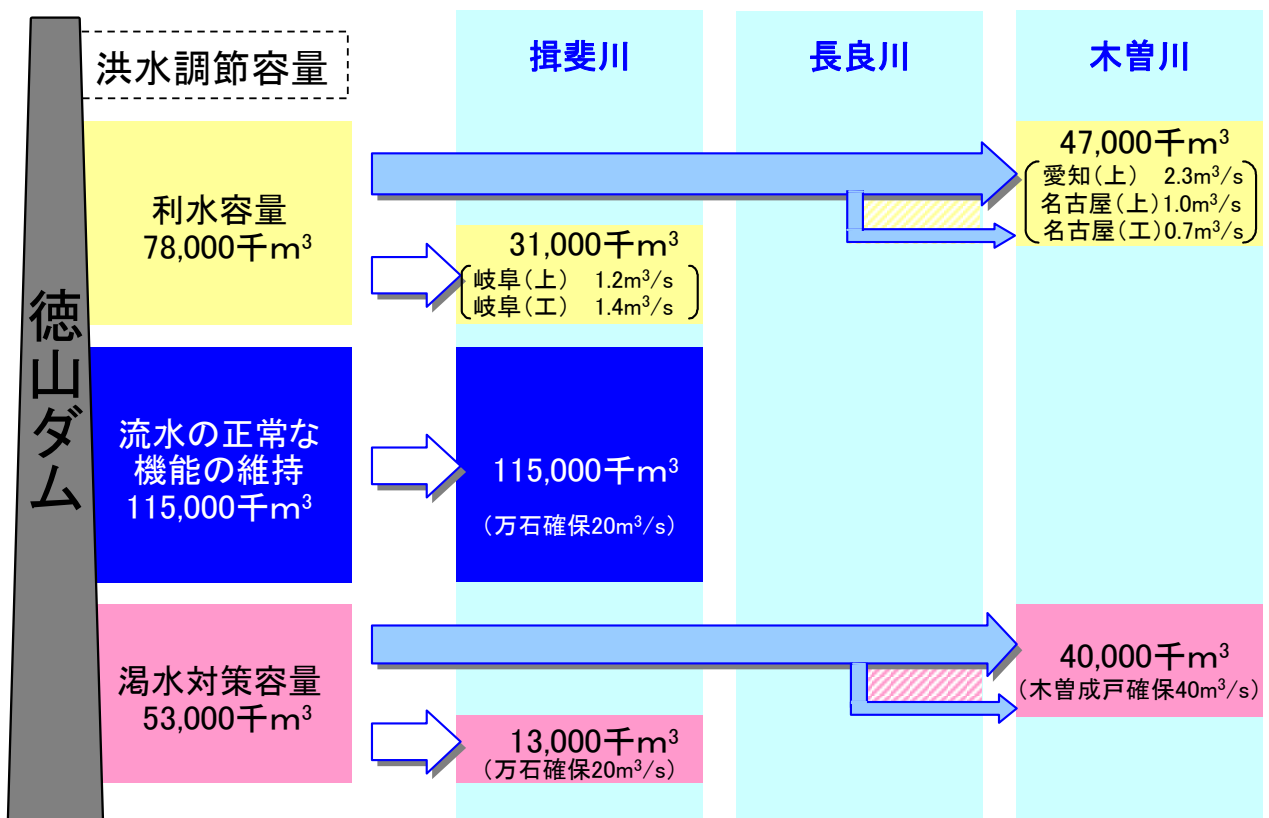 洪水調節容量
揖斐川
長良川
木曽川
徳山ダム
利水容量
78,000千m³
31,000千m³
岐阜(上) 1.2m³/s
岐阜(工) 1.4m³/s
47,000千m³
愛知(上) 2.3m³/s
名古屋(上)1.0m³/s
名古屋(工)0.7m³/s
流水の正常な
機能の維持
115,000千m³
115,000千m³
(万石確保20m³/s)
渇水対策容量
53,000千m³
13,000千m³
(万石確保20m³/s)
40,000千m³
(木曽成戸確保40m³/s)